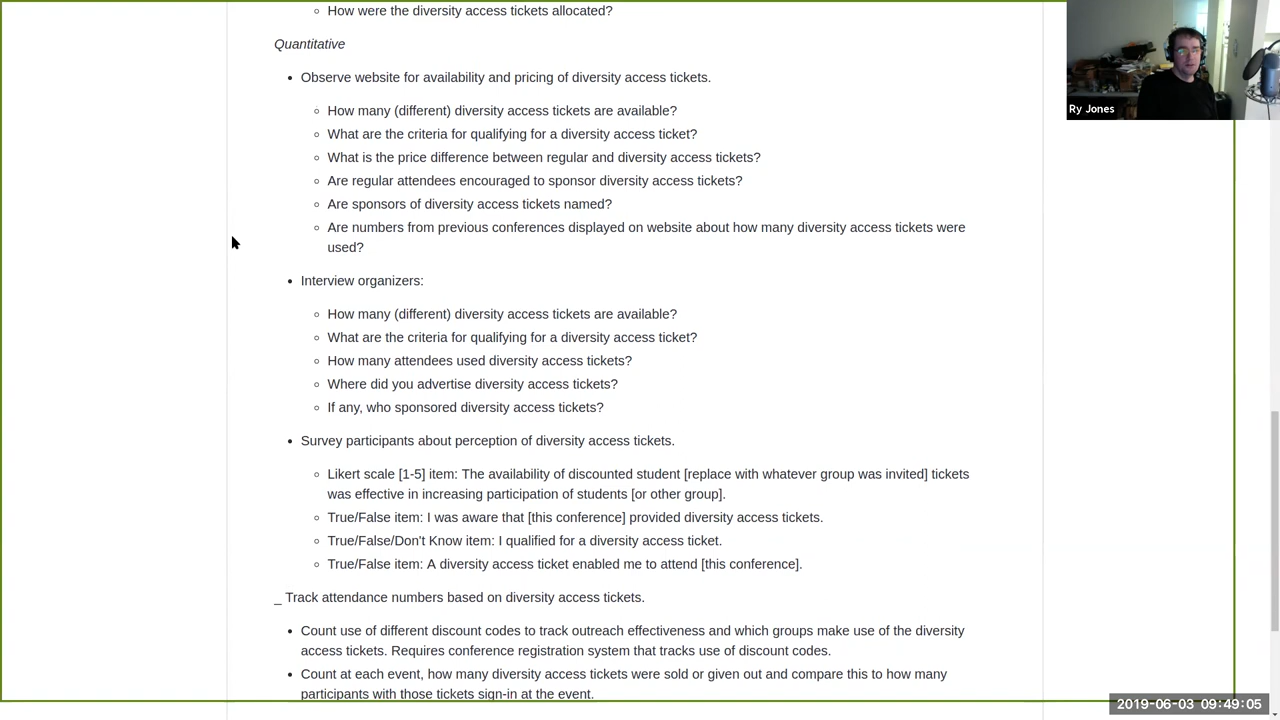 How were the diversity access tickets allocated?
Quantitative
Observe website for availability and pricing of diversity access tickets.
How many (different) diversity access tickets are available?
What are the criteria for qualifying for a diversity access ticket?
What is the price difference between regular and diversity access tickets?
Are regular attendees encouraged to sponsor diversity access tickets?
Are sponsors of diversity access tickets named?
Are numbers from previous conferences displayed on website about how many diversity access tickets were
used?
Interview organizers:
How many (different) diversity access tickets are available?
What are the criteria for qualifying for a diversity access ticket?
How many attendees used diversity access tickets?
Where did you advertise diversity access tickets?
If any, who sponsored diversity access tickets?
Survey participants about perception of diversity access tickets.
Likert scale [1-5] item: The availability of discounted student [replace with whatever group was invited] tickets
was effective in increasing participation of students [or other group].
True/False item: I was aware that [this conference] provided diversity access tickets.
True/False/Don't Know item: I qualified for a diversity access ticket.
True/False item: A diversity access ticket enabled me to attend [this conference].
_ Track attendance numbers based on diversity access tickets.
Count use of different discount codes to track outreach effectiveness and which groups make use of the diversity
access tickets. Requires conference registration system that tracks use of discount codes.
Count at each event, how many diversity access tickets were sold or given out and compare this to how many
participants with those tickets sign-in at the event.
Ry Jones
2019-06-03 09:49:05